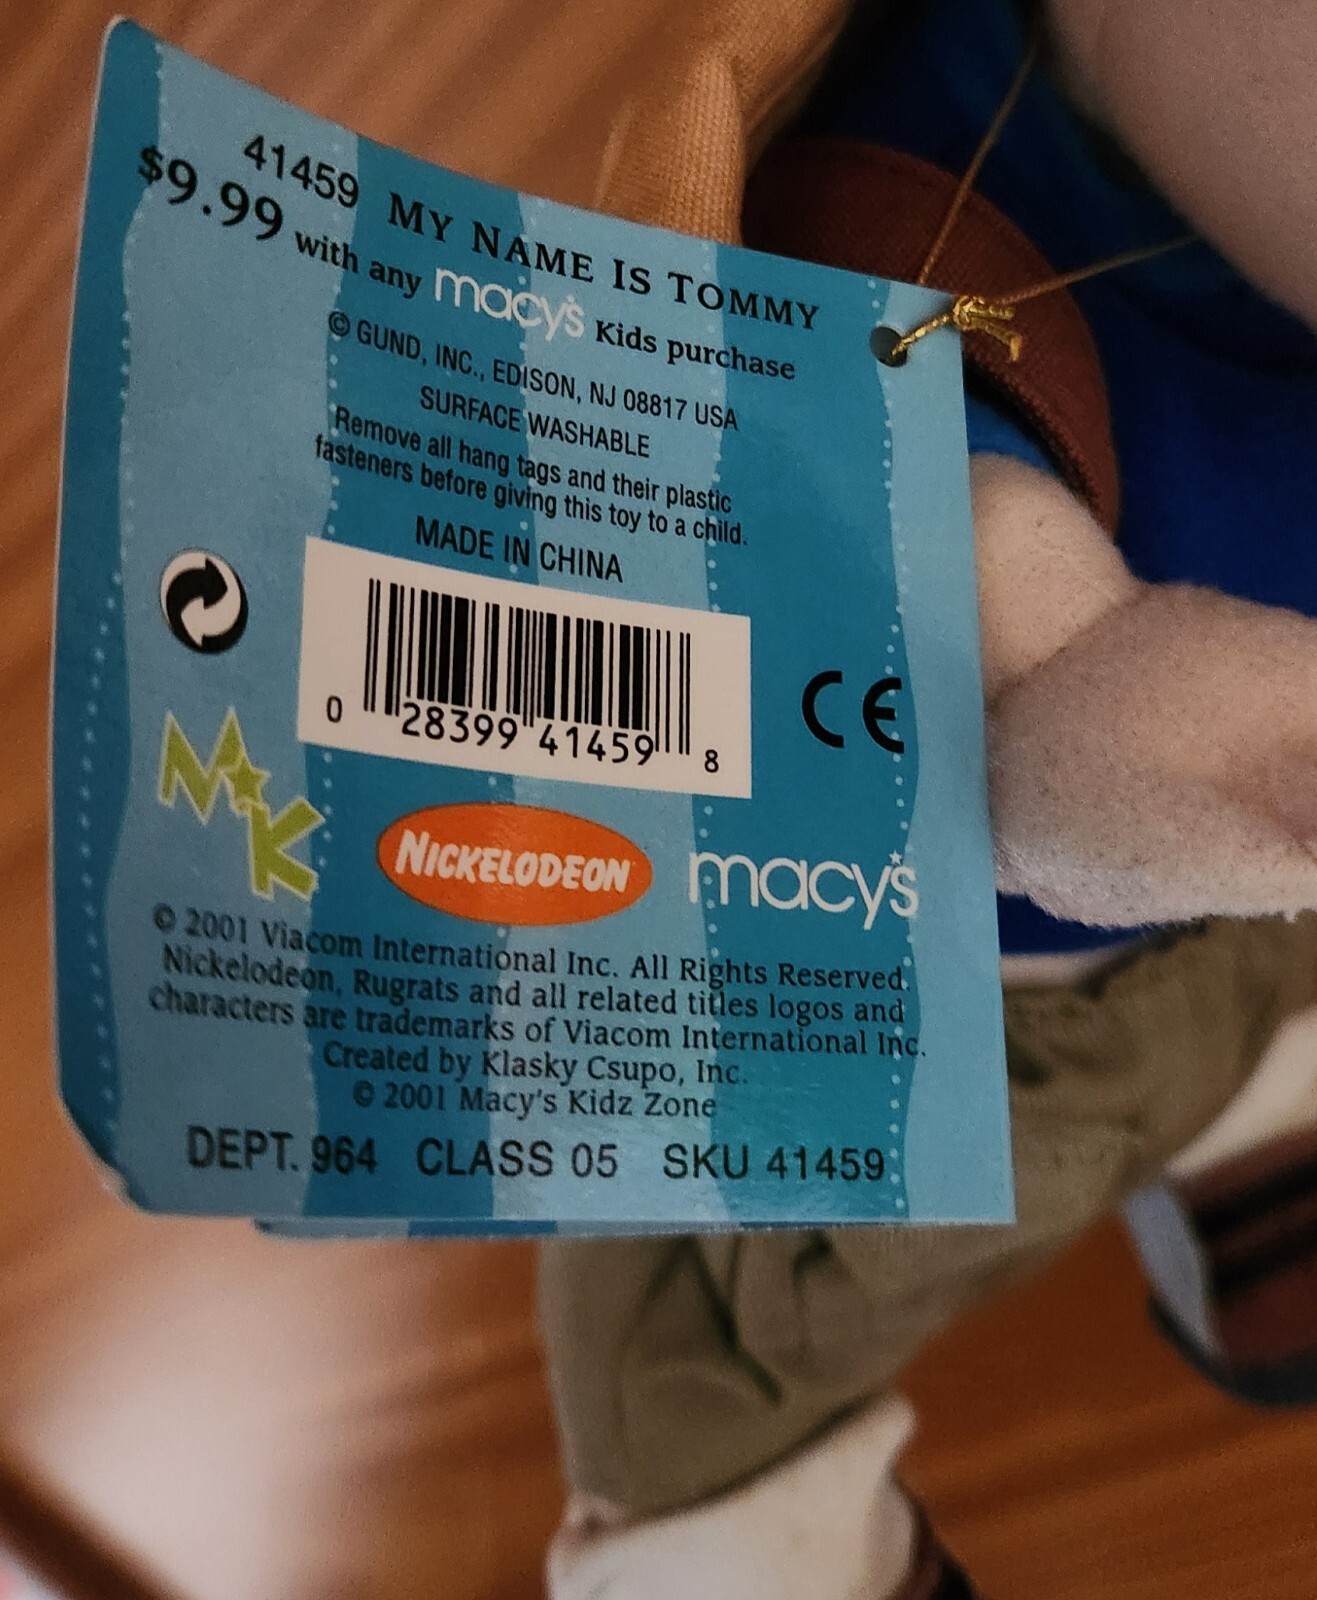 41459 MY NAME IS TOMMY
$9.99 with any macy's Kids purchase
© GUND, INC., EDISON, NJ 08817 USA
SURFACE WASHABLE
Remove all hang tags and their plastic
fasteners before giving this toy to a child.
MADE IN CHINA
0 28399 41459 8
CE
MK
NICKELODEON
macy's
© 2001 Viacom International Inc. All Rights Reserved.
Nickelodeon, Rugrats and all related titles logos and
characters are trademarks of Viacom International Inc.
Created by Klasky Csupo, Inc.
© 2001 Macy's Kidz Zone
DEPT. 964 CLASS 05 SKU 41459